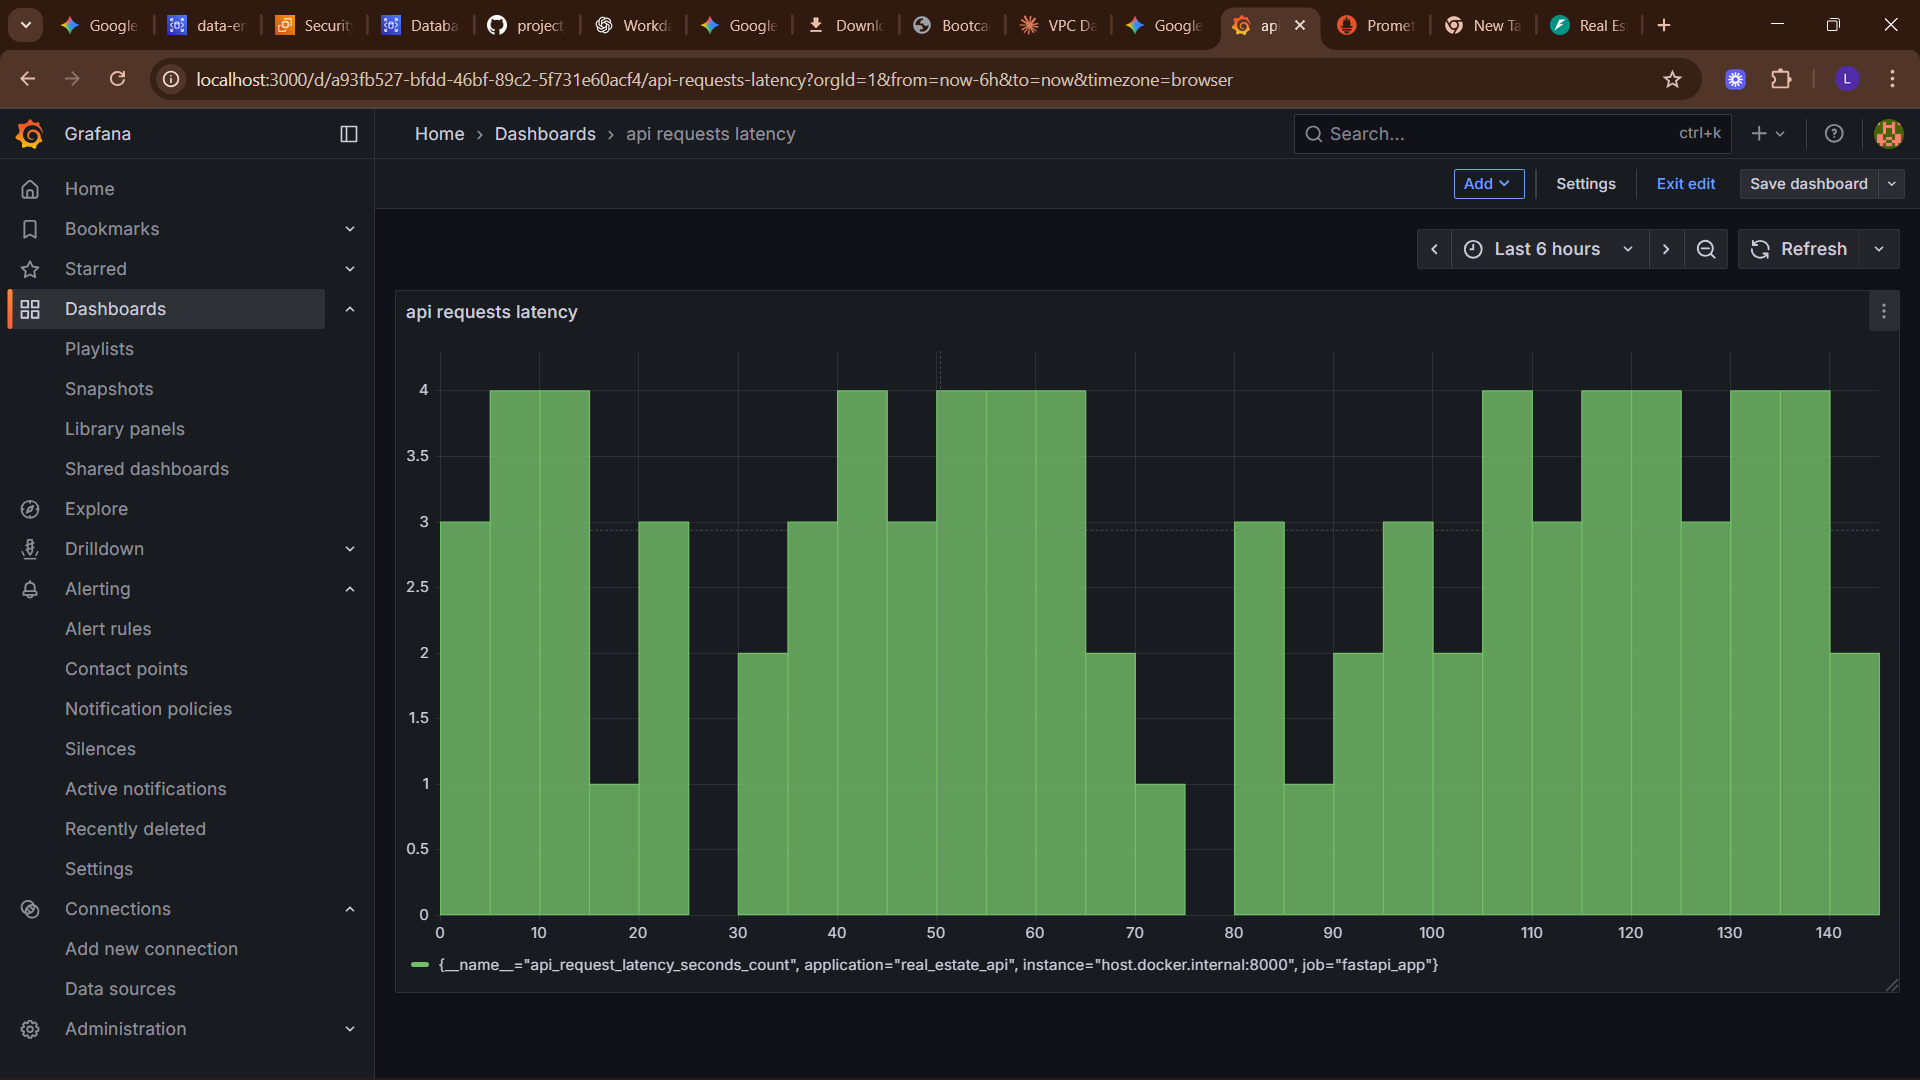 Google
data-en
Security
Databa
project
Workda
Google
Downlo
Bootca
VPC Da
Google
api
Promet
New Ta
Real Es
localhost:3000/d/a93fb527-bfdd-46bf-89c2-5f731e60acf4/api-requests-latency?orgId=1&from=now-6h&to=now&timezone=browser
L
Grafana
Home › Dashboards › api requests latency
Search...
ctrl+k
Add
Settings
Exit edit
Save dashboard
Home
Bookmarks
Starred
Dashboards
Playlists
Snapshots
Library panels
Shared dashboards
Explore
Drilldown
Alerting
Alert rules
Contact points
Notification policies
Silences
Active notifications
Recently deleted
Settings
Connections
Add new connection
Data sources
Administration
Last 6 hours
Refresh
api requests latency
4
3.5
3
2.5
2
1.5
1
0.5
0
0 10 20 30 40 50 60 70 80 90 100 110 120 130 140
{__name__="api_request_latency_seconds_count", application="real_estate_api", instance="host.docker.internal:8000", job="fastapi_app"}